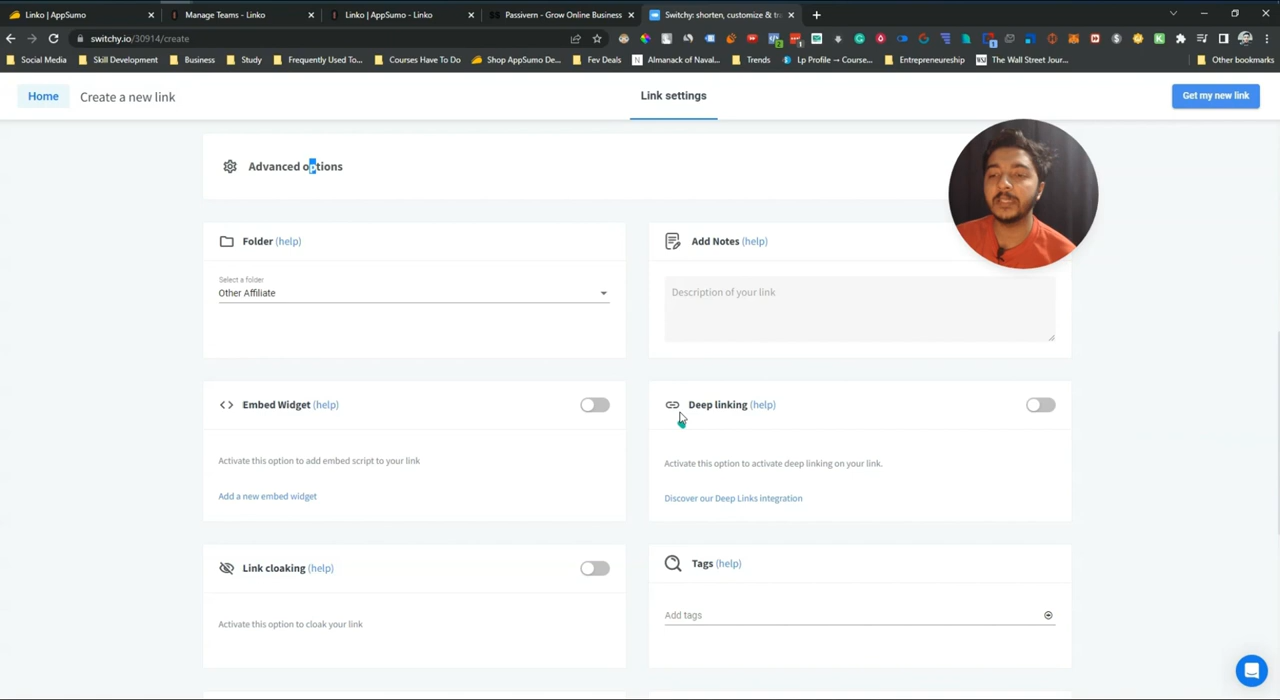 Linko | AppSumo
Manage Teams - Linko
Linko | AppSumo - Linko
Passivern - Grow Online Business
Switchy: shorten, customize & tr
switchy.io/30914/create
Social Media
Skill Development
Business
Study
Frequently Used To...
Courses Have To Do
Shop AppSumo De...
Fev Deals
Almanack of Naval...
Trends
Lp Profile → Course...
Entrepreneurship
The Wall Street Jour...
Other bookmarks
Home
Create a new link
Link settings
Get my new link
Advanced options
Folder (help)
Add Notes (help)
Select a folder
Other Affiliate
Description of your link
Embed Widget (help)
Deep linking (help)
Activate this option to add embed script to your link
Activate this option to activate deep linking on your link.
Add a new embed widget
Discover our Deep Links integration
Link cloaking (help)
Tags (help)
Add tags
Activate this option to cloak your link